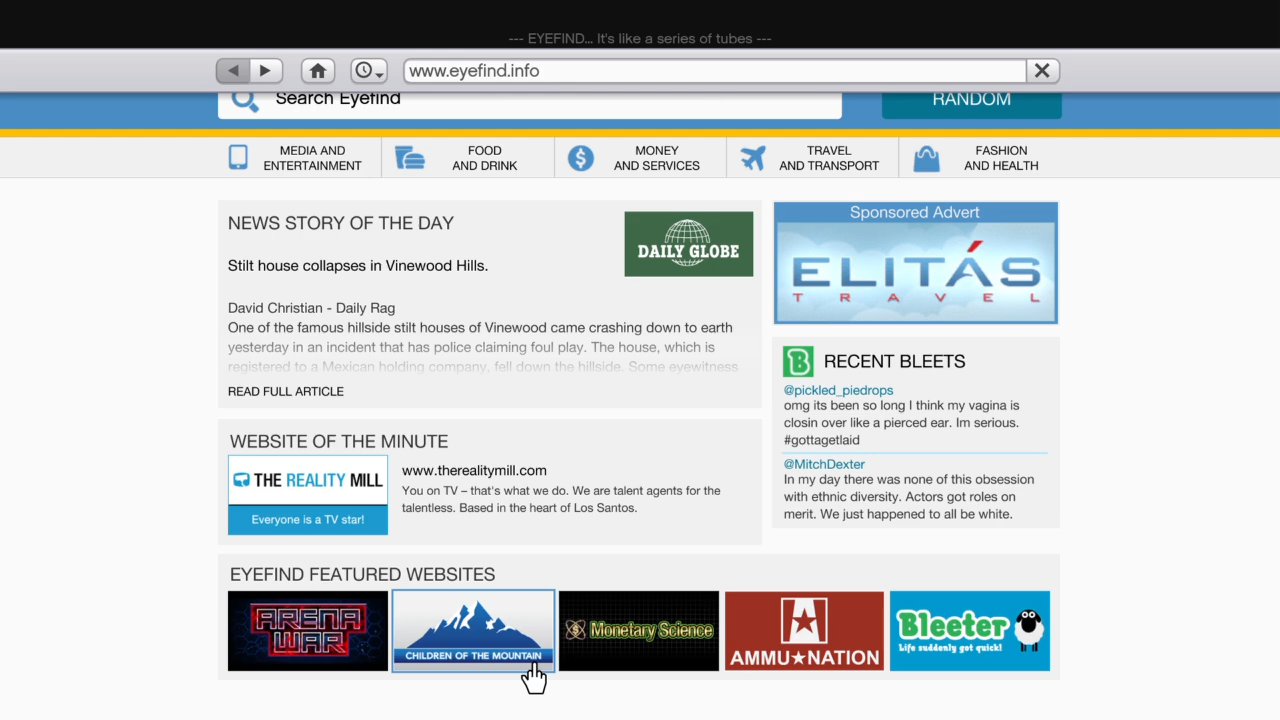 --- EYEFIND... It's like a series of tubes ---
www.eyefind.info
Search Eyefind
RANDOM
MEDIA AND
ENTERTAINMENT
FOOD
AND DRINK
MONEY
AND SERVICES
TRAVEL
AND TRANSPORT
FASHION
AND HEALTH
NEWS STORY OF THE DAY
DAILY GLOBE
Stilt house collapses in Vinewood Hills.
David Christian - Daily Rag
One of the famous hillside stilt houses of Vinewood came crashing down to earth
yesterday in an incident that has police claiming foul play. The house, which is
registered to a Mexican holding company, fell down the hillside. Some eyewitness
READ FULL ARTICLE
Sponsored Advert
ELITÁS
TRAVEL
RECENT BLEETS
@pickled_piedrops
omg its been so long I think my vagina is
closin over like a pierced ear. Im serious.
#gottagetlaid
@MitchDexter
In my day there was none of this obsession
with ethnic diversity. Actors got roles on
merit. We just happened to all be white.
WEBSITE OF THE MINUTE
THE REALITY MILL
Everyone is a TV star!
www.therealitymill.com
You on TV – that's what we do. We are talent agents for the
talentless. Based in the heart of Los Santos.
EYEFIND FEATURED WEBSITES
ARENA
WAR
CHILDREN OF THE MOUNTAIN
Monetary Science
AMMU★NATION
Bleeter
Life suddenly got quick!